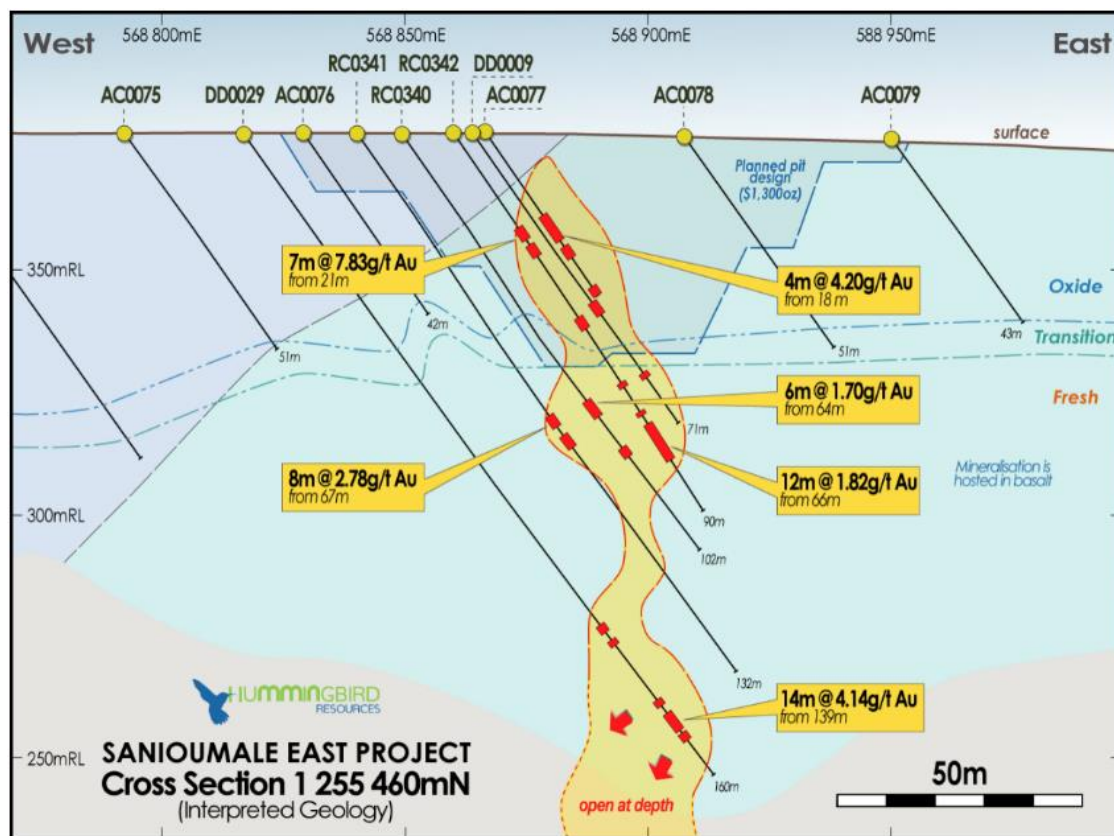 West
568 800mE
568 850mE
568 900mE
588 950mE
East
RC0341
RC0342
DD0009
AC0075
DD0029
AC0076
RC0340
AC0077
AC0078
AC0079
surface
Planned pit
design
($1,300oz)
7m @ 7.83g/t Au
from 21m
4m @ 4.20g/t Au
from 18 m
350mRL
Oxide
Transition
Fresh
42m
51m
51m
43m
6m @ 1.70g/t Au
from 64m
71m
8m @ 2.78g/t Au
from 67m
12m @ 1.82g/t Au
from 66m
Mineralisation is
hosted in basalt
300mRL
90m
102m
132m
14m @ 4.14g/t Au
from 139m
HUMMINGBIRD
RESOURCES
SANIOUMALE EAST PROJECT
Cross Section 1 255 460mN
(Interpreted Geology)
250mRL
160m
open at depth
50m